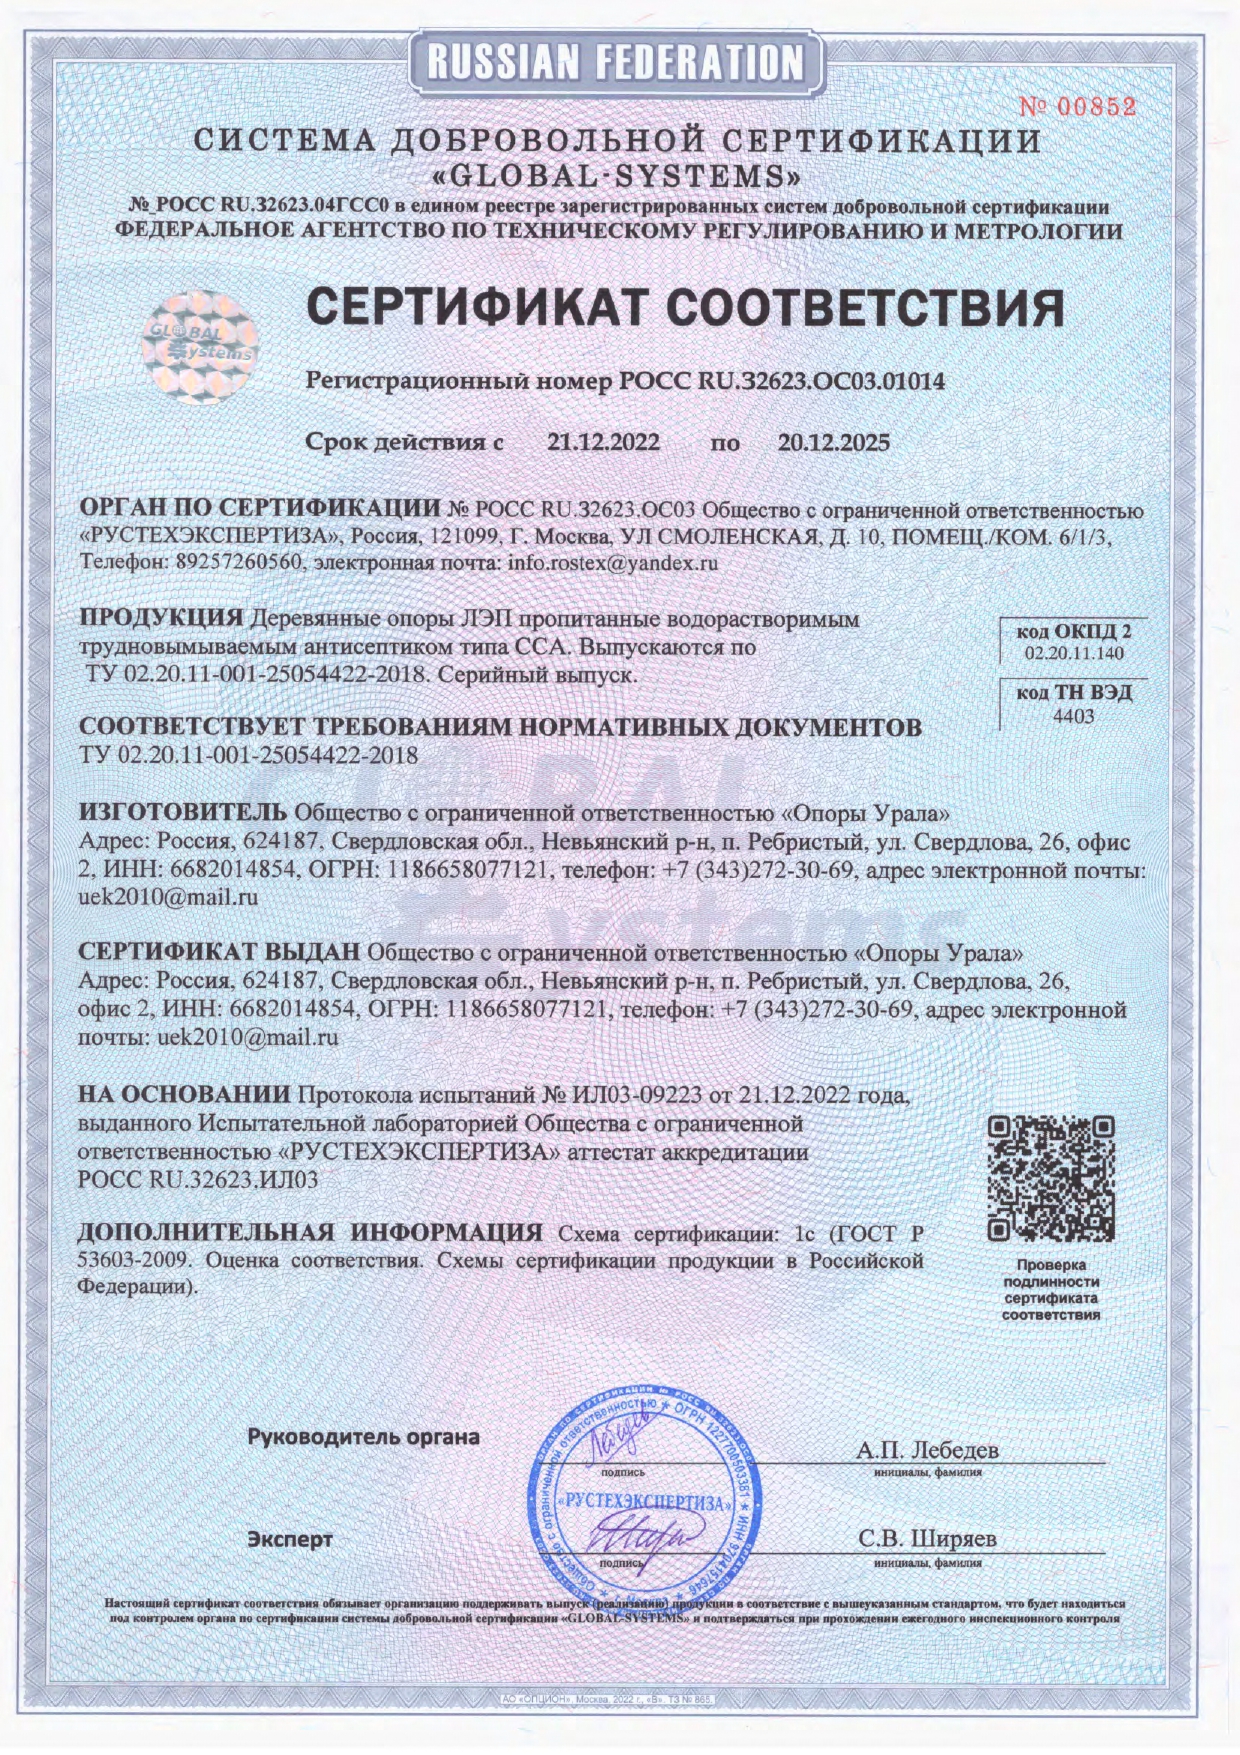 RUSSIAN FEDERATION
№ 00852
СИСТЕМА ДОБРОВОЛЬНОЙ СЕРТИФИКАЦИИ
«GLOBAL-SYSTEMS»
№ РОСС RU.32623.04ГСС0 в едином реестре зарегистрированных систем добровольной сертификации
ФЕДЕРАЛЬНОЕ АГЕНТСТВО ПО ТЕХНИЧЕСКОМУ РЕГУЛИРОВАНИЮ И МЕТРОЛОГИИ
СЕРТИФИКАТ СООТВЕТСТВИЯ
GLOBAL
Systems
Регистрационный номер РОСС RU.32623.ОС03.01014
Срок действия с 21.12.2022 по 20.12.2025
ОРГАН ПО СЕРТИФИКАЦИИ № РОСС RU.32623.ОС03 Общество с ограниченной ответственностью
«РУСТЕХЭКСПЕРТИЗА», Россия, 121099, Г. Москва, УЛ СМОЛЕНСКАЯ, Д. 10, ПОМЕЩ./КОМ. 6/1/3,
Телефон: 89257260560, электронная почта: info.rostex@yandex.ru
ПРОДУКЦИЯ Деревянные опоры ЛЭП пропитанные водорастворимым
трудновымываемым антисептиком типа ССА. Выпускаются по
ТУ 02.20.11-001-25054422-2018. Серийный выпуск.
код ОКПД 2
02.20.11.140
код ТН ВЭД
4403
СООТВЕТСТВУЕТ ТРЕБОВАНИЯМ НОРМАТИВНЫХ ДОКУМЕНТОВ
ТУ 02.20.11-001-25054422-2018
GLOBAL
Systems
ИЗГОТОВИТЕЛЬ Общество с ограниченной ответственностью «Опоры Урала»
Адрес: Россия, 624187, Свердловская обл., Невьянский р-н, п. Ребристый, ул. Свердлова, 26, офис
2, ИНН: 6682014854, ОГРН: 1186658077121, телефон: +7 (343)272-30-69, адрес электронной почты:
uek2010@mail.ru
СЕРТИФИКАТ ВЫДАН Общество с ограниченной ответственностью «Опоры Урала»
Адрес: Россия, 624187, Свердловская обл., Невьянский р-н, п. Ребристый, ул. Свердлова, 26,
офис 2, ИНН: 6682014854, ОГРН: 1186658077121, телефон: +7 (343)272-30-69, адрес электронной
почты: uek2010@mail.ru
НА ОСНОВАНИИ Протокола испытаний № ИЛ03-09223 от 21.12.2022 года,
выданного Испытательной лабораторией Общества с ограниченной
ответственностью «РУСТЕХЭКСПЕРТИЗА» аттестат аккредитации
РОСС RU.32623.ИЛ03
ДОПОЛНИТЕЛЬНАЯ ИНФОРМАЦИЯ Схема сертификации: 1с (ГОСТ Р
53603-2009. Оценка соответствия. Схемы сертификации продукции в Российской
Федерации).
Проверка
подлинности
сертификата
соответствия
Руководитель органа
подпись
А.П. Лебедев
инициалы, фамилия
Общество с ограниченной ответственностью * ОГРН 1227700503381 * ИНН 9704157646 *
«РУСТЕХЭКСПЕРТИЗА»
Эксперт
подпись
С.В. Ширяев
инициалы, фамилия
Настоящий сертификат соответствия обязывает организацию поддерживать выпуск (реализацию) продукции в соответствие с вышеуказанным стандартом, что будет находиться
под контролем органа по сертификации системы добровольной сертификации «GLOBAL-SYSTEMS» и подтверждаться при прохождении ежегодного инспекционного контроля
АО «ОПЦИОН», Москва, 2022 г., «В». ТЗ № 865.